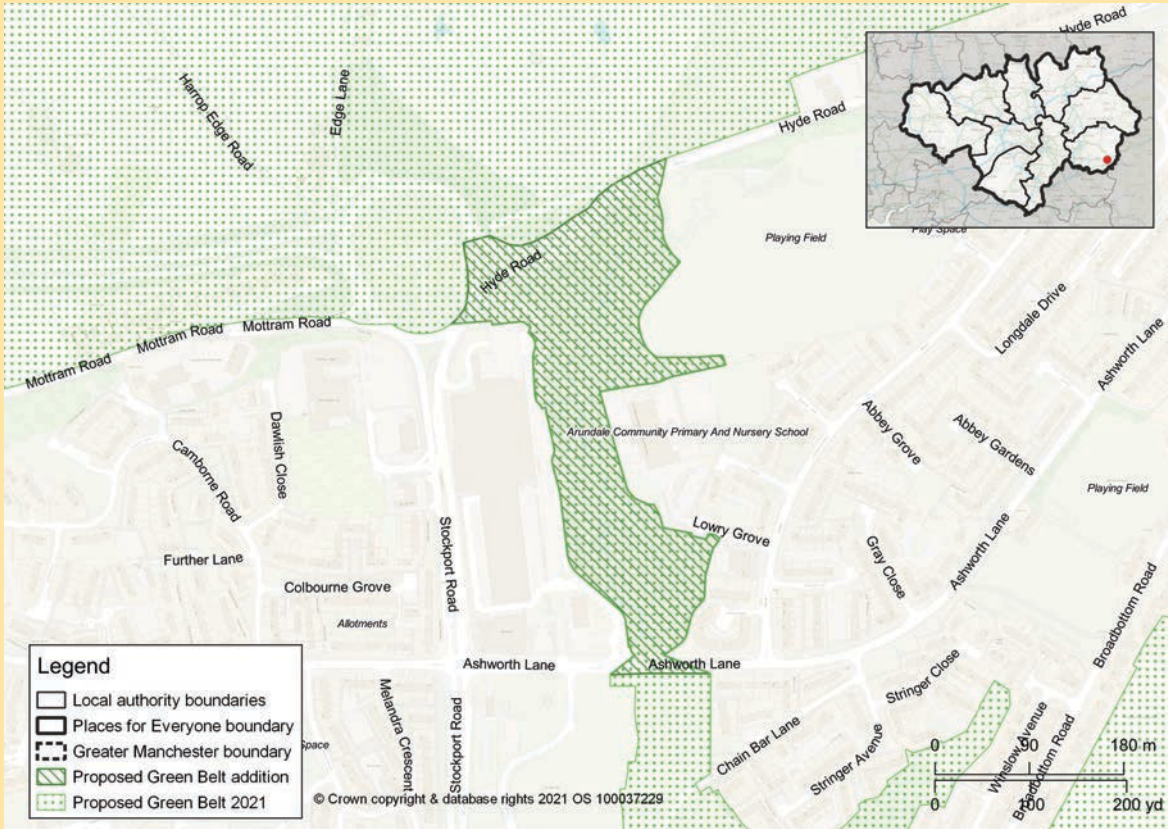 Hyde Road
Harrop Edge Road
Edge Lane
Hyde Road
Play Space
Playing Field
Hyde Road
Longdale Drive
Mottram Road
Mottram Road
Mottram Road
Ashworth Lane
Dawlish Close
Camborne Road
Arundale Community Primary And Nursery School
Abbey Grove
Abbey Gardens
Playing Field
Stockport Road
Lowry Grove
Gray Close
Ashworth Lane
Further Lane
Colbourne Grove
Allotments
Broadbottom Road
Ashworth Lane
Ashworth Lane
Stringer Close
Melandra Crescent
Stockport Road
Chain Bar Lane
Stringer Avenue
Winslow Avenue
Broadbottom Road
Space
Legend
Local authority boundaries
Places for Everyone boundary
Greater Manchester boundary
Proposed Green Belt addition
Proposed Green Belt 2021
© Crown copyright & database rights 2021 OS 100037229
0 90 180 m
0 100 200 yd